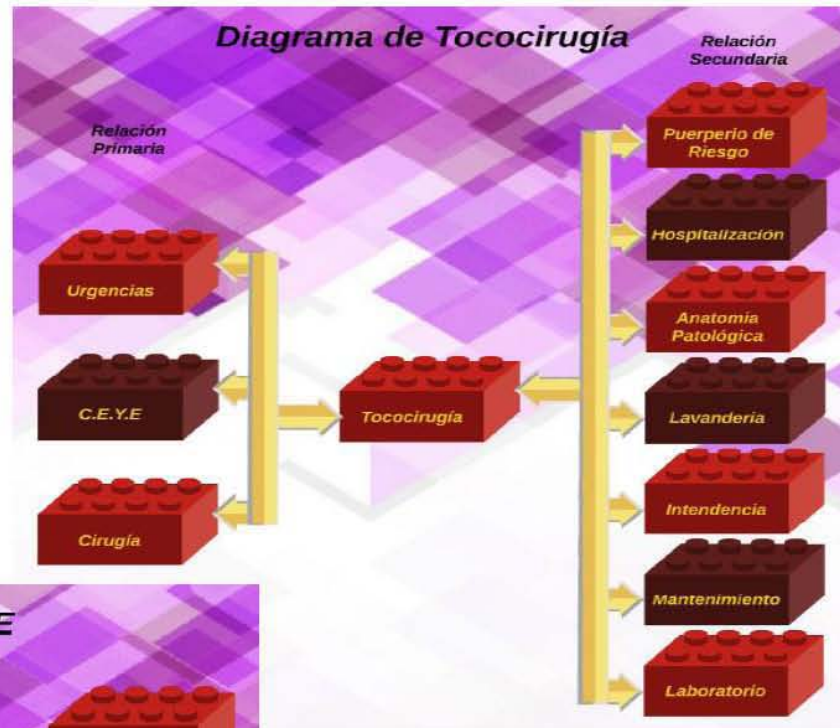 Diagrama de Tococirugía
Relación
Primaria
Relación
Secundaria
Urgencias
C.E.Y.E
Cirugía
Tococirugía
Puerperio de
Riesgo
Hospitalización
Anatomía
Patológica
Lavandería
Intendencia
Mantenimiento
Laboratorio
E